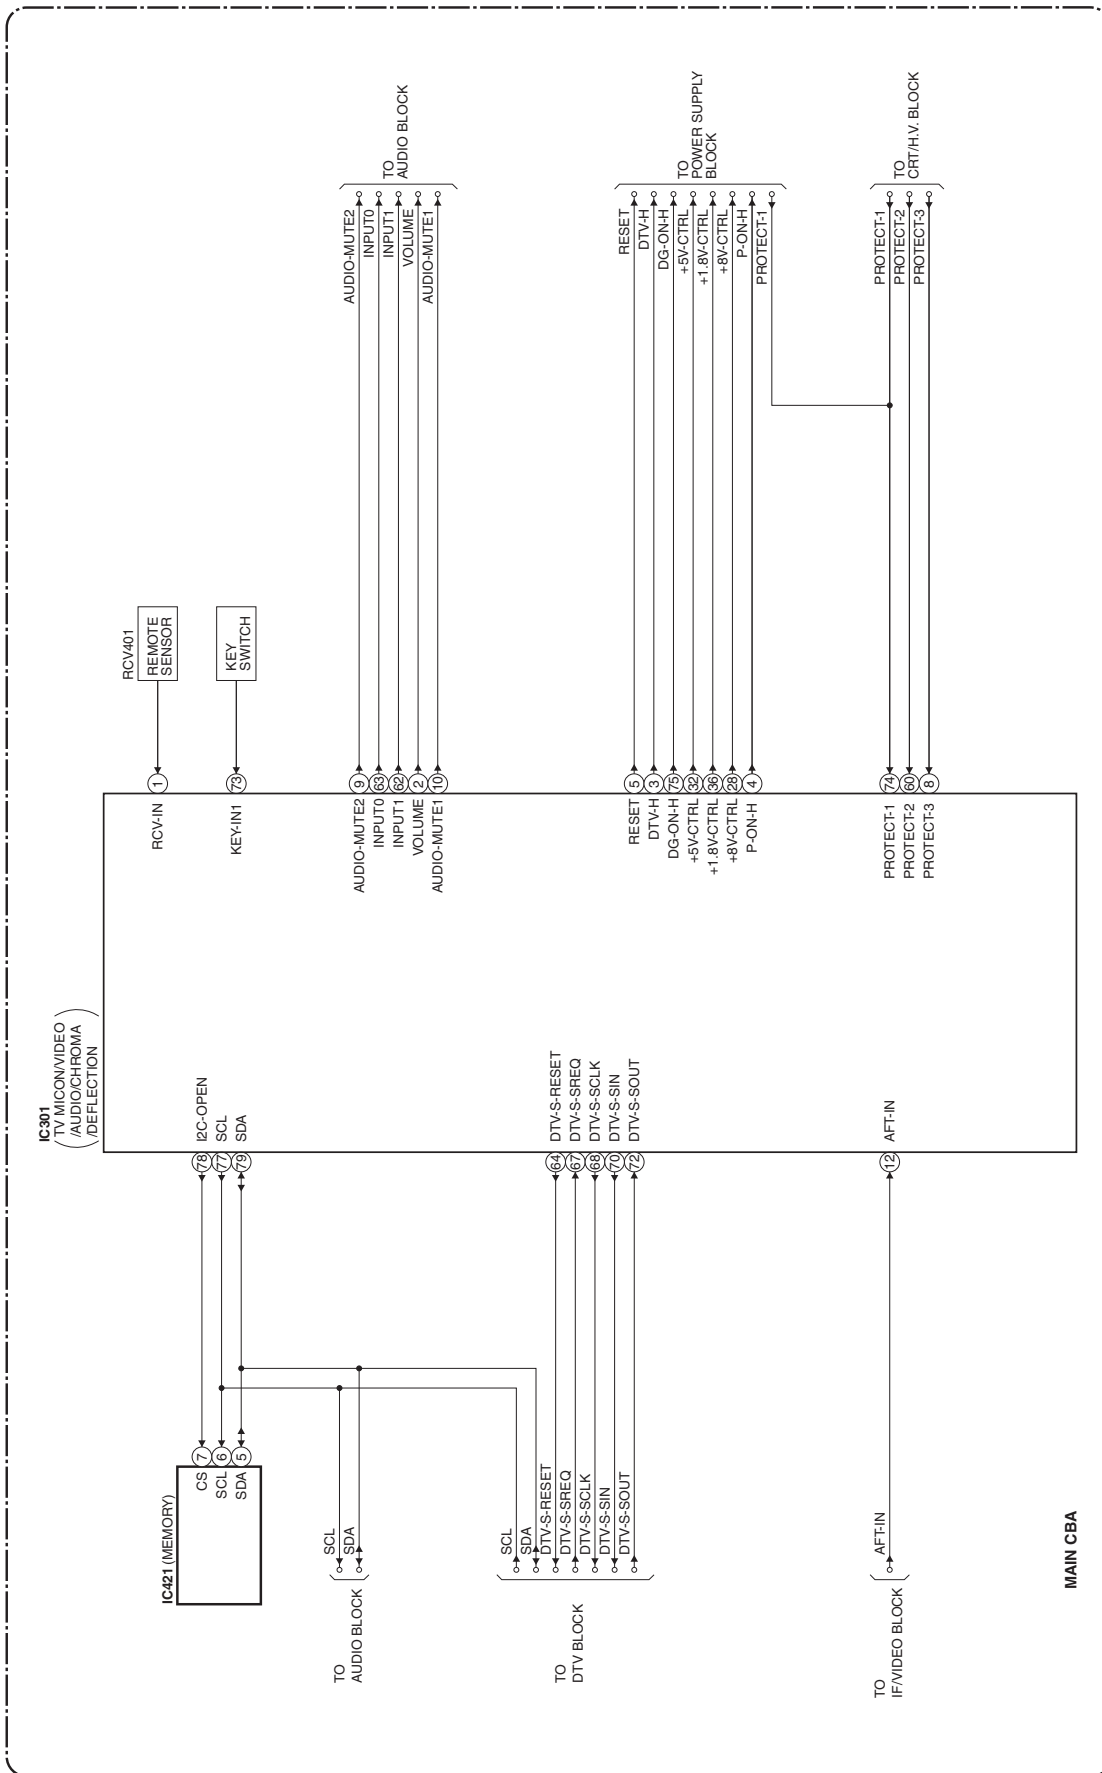 IC301
TV MICON/VIDEO
/AUDIO/CHROMA
/DEFLECTION
IC421 (MEMORY)
CS
SCL
SDA
7
6
5
78
77
79
I2C-OPEN
SCL
SDA
TO
AUDIO BLOCK
SCL
SDA
TO
DTV BLOCK
SCL
SDA
DTV-S-RESET
DTV-S-SREQ
DTV-S-SCLK
DTV-S-SIN
DTV-S-SOUT
64
67
68
70
72
DTV-S-RESET
DTV-S-SREQ
DTV-S-SCLK
DTV-S-SIN
DTV-S-SOUT
TO
IF/VIDEO BLOCK
AFT-IN
12
AFT-IN
RCV-IN
1
RCV401
REMOTE
SENSOR
KEY-IN1
73
KEY
SWITCH
AUDIO-MUTE2
INPUT0
INPUT1
VOLUME
AUDIO-MUTE1
9
63
62
2
10
AUDIO-MUTE2
INPUT0
INPUT1
VOLUME
AUDIO-MUTE1
TO
AUDIO BLOCK
RESET
DTV-H
DG-ON-H
+5V-CTRL
+1.8V-CTRL
+8V-CTRL
P-ON-H
5
3
75
32
36
28
4
RESET
DTV-H
DG-ON-H
+5V-CTRL
+1.8V-CTRL
+8V-CTRL
P-ON-H
PROTECT-1
TO
POWER SUPPLY
BLOCK
PROTECT-1
PROTECT-2
PROTECT-3
74
60
8
PROTECT-1
PROTECT-2
PROTECT-3
TO
CRT/H.V. BLOCK
MAIN CBA